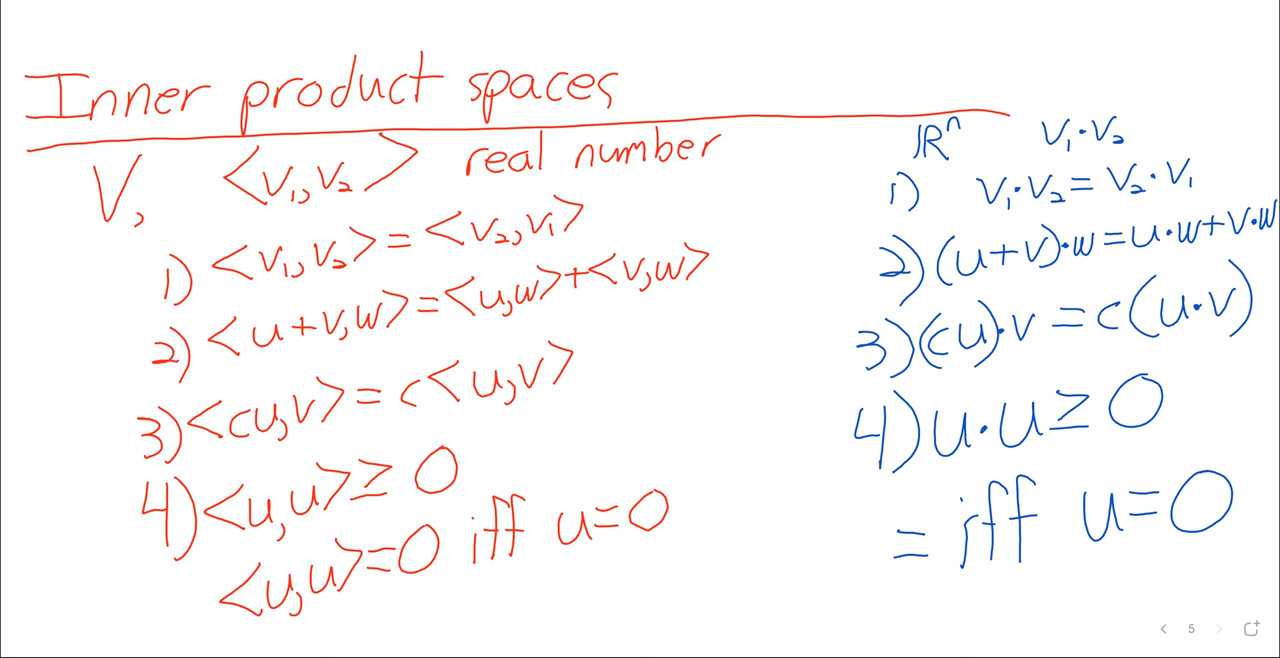 Inner product spaces
V, <v₁, v₂> real number
1) <v₁, v₂> = <v₂, v₁>
2) <u+v, w> = <u, w> + <v, w>
3) <cu, v> = c<u, v>
4) <u, u> ≥ 0
<u, u> = 0 iff u = 0
ℝⁿ v₁·v₂
1) v₁·v₂ = v₂·v₁
2) (u+v)·w = u·w + v·w
3) (cu)·v = c(u·v)
4) u·u ≥ 0
= iff u = 0
< 5 >